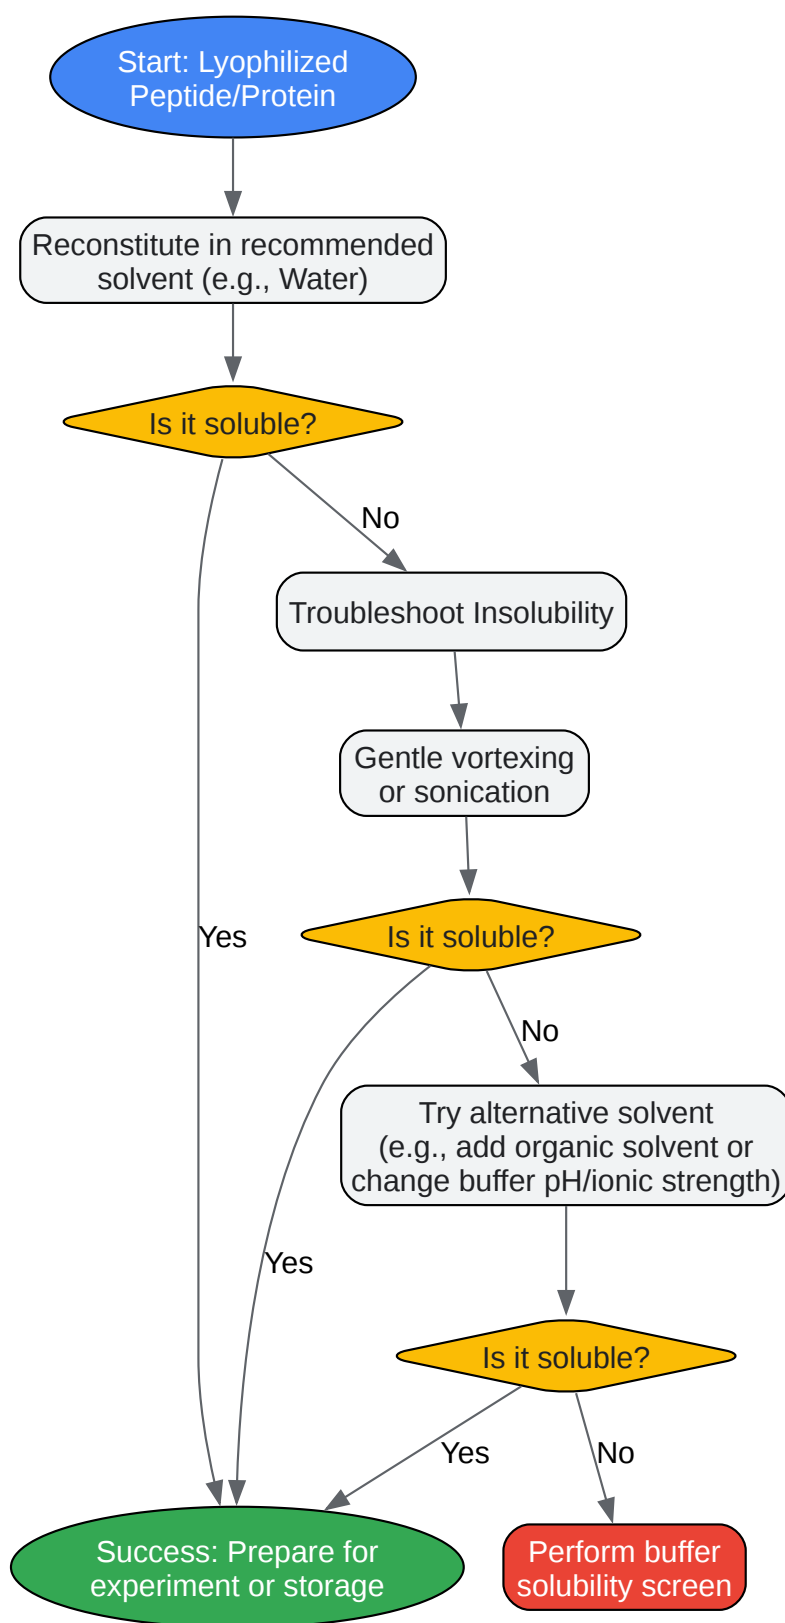 Start: Lyophilized
Peptide/Protein
Reconstitute in recommended
solvent (e.g., Water)
Is it soluble?
No
Troubleshoot Insolubility
Gentle vortexing
or sonication
Is it soluble?
Yes
No
Try alternative solvent
(e.g., add organic solvent or
change buffer pH/ionic strength)
Yes
Is it soluble?
Yes
No
Success: Prepare for
experiment or storage
Perform buffer
solubility screen